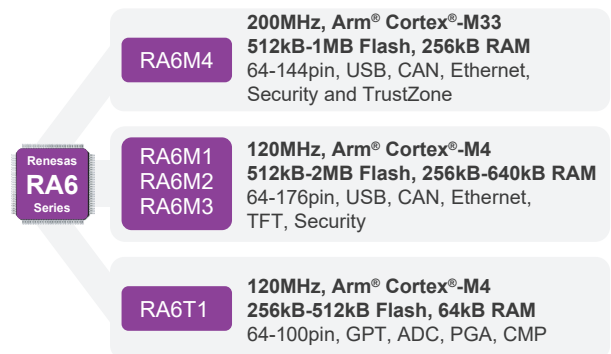 Renesas
RA6
Series
RA6M4
200MHz, Arm® Cortex®-M33
512kB-1MB Flash, 256kB RAM
64-144pin, USB, CAN, Ethernet,
Security and TrustZone
RA6M1
RA6M2
RA6M3
120MHz, Arm® Cortex®-M4
512kB-2MB Flash, 256kB-640kB RAM
64-176pin, USB, CAN, Ethernet,
TFT, Security
RA6T1
120MHz, Arm® Cortex®-M4
256kB-512kB Flash, 64kB RAM
64-100pin, GPT, ADC, PGA, CMP